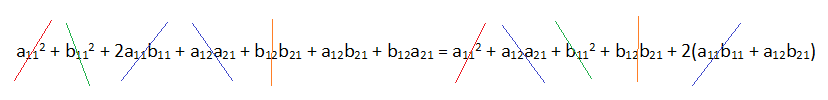 a₁₁² + b₁₁² + 2a₁₁b₁₁ + a₁₂a₂₁ + b₁₂b₂₁ + a₁₂b₂₁ + b₁₂a₂₁ = a₁₁² + a₁₂a₂₁ + b₁₁² + b₁₂b₂₁ + 2(a₁₁b₁₁ + a₁₂b₂₁)